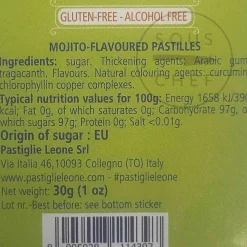 GLUTEN-FREE - ALCOHOL FREE
SOUS
CHEF
MOJITO-FLAVOURED PASTILLES
Ingredients: sugar. Thickening agents: Arabic gum,
tragacanth. Flavours. Natural colouring agents: curcumin,
chlorophyllin copper complexes.
Typical nutrition values for 100g: Energy 1658 kJ/390
kcal; Fat 0g, of which saturates 0g; Carbohydrate 97g, of
which sugars 97g; Protein 0g; Salt <0.01g.
Origin of sugar : EU
Pastiglie Leone Srl
Via Italia 46,10093 Collegno (TO) Italy
www.pastiglieleone.com #pastiglieleone
Net weight: 30g (1 oz)
Lot nr.-Best before: see bottom sticker